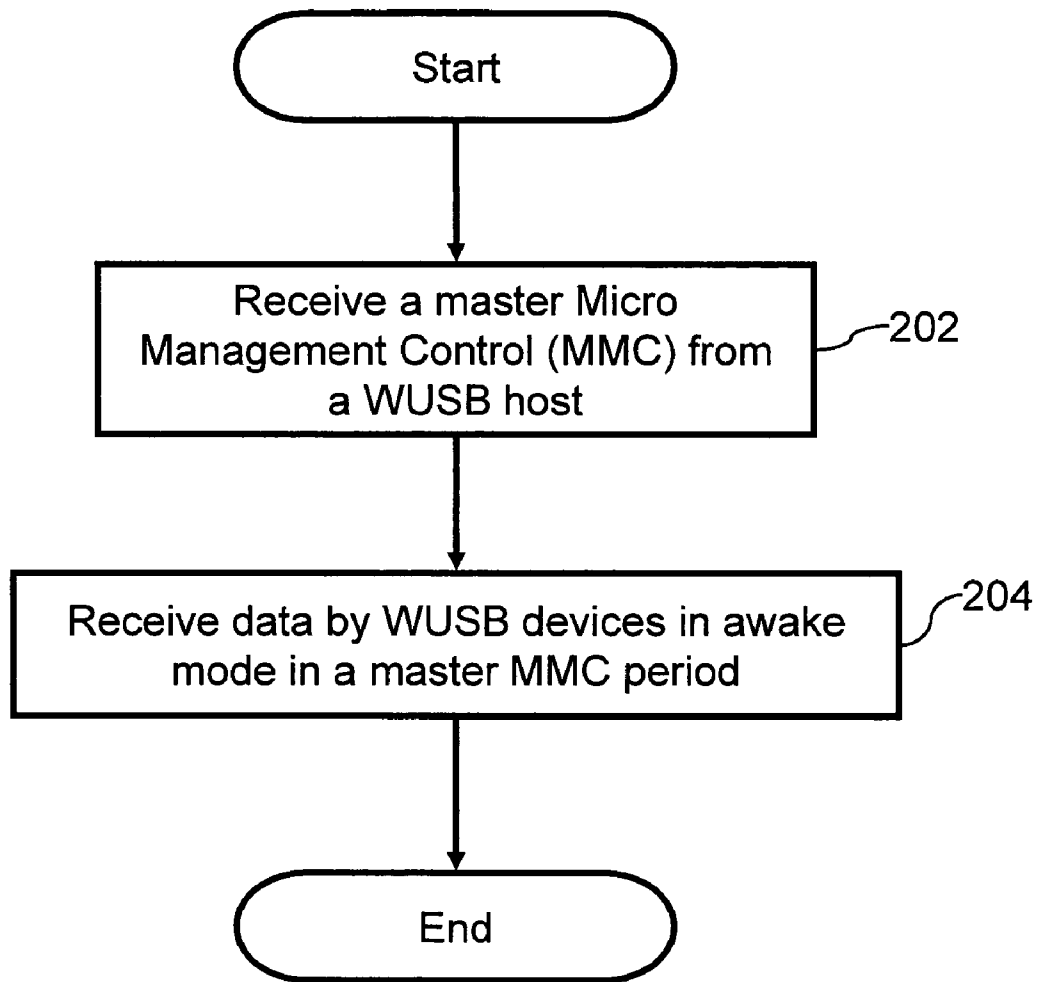 Start
Receive a master Micro
Management Control (MMC) from
a WUSB host
202
Receive data by WUSB devices in awake
mode in a master MMC period
204
End